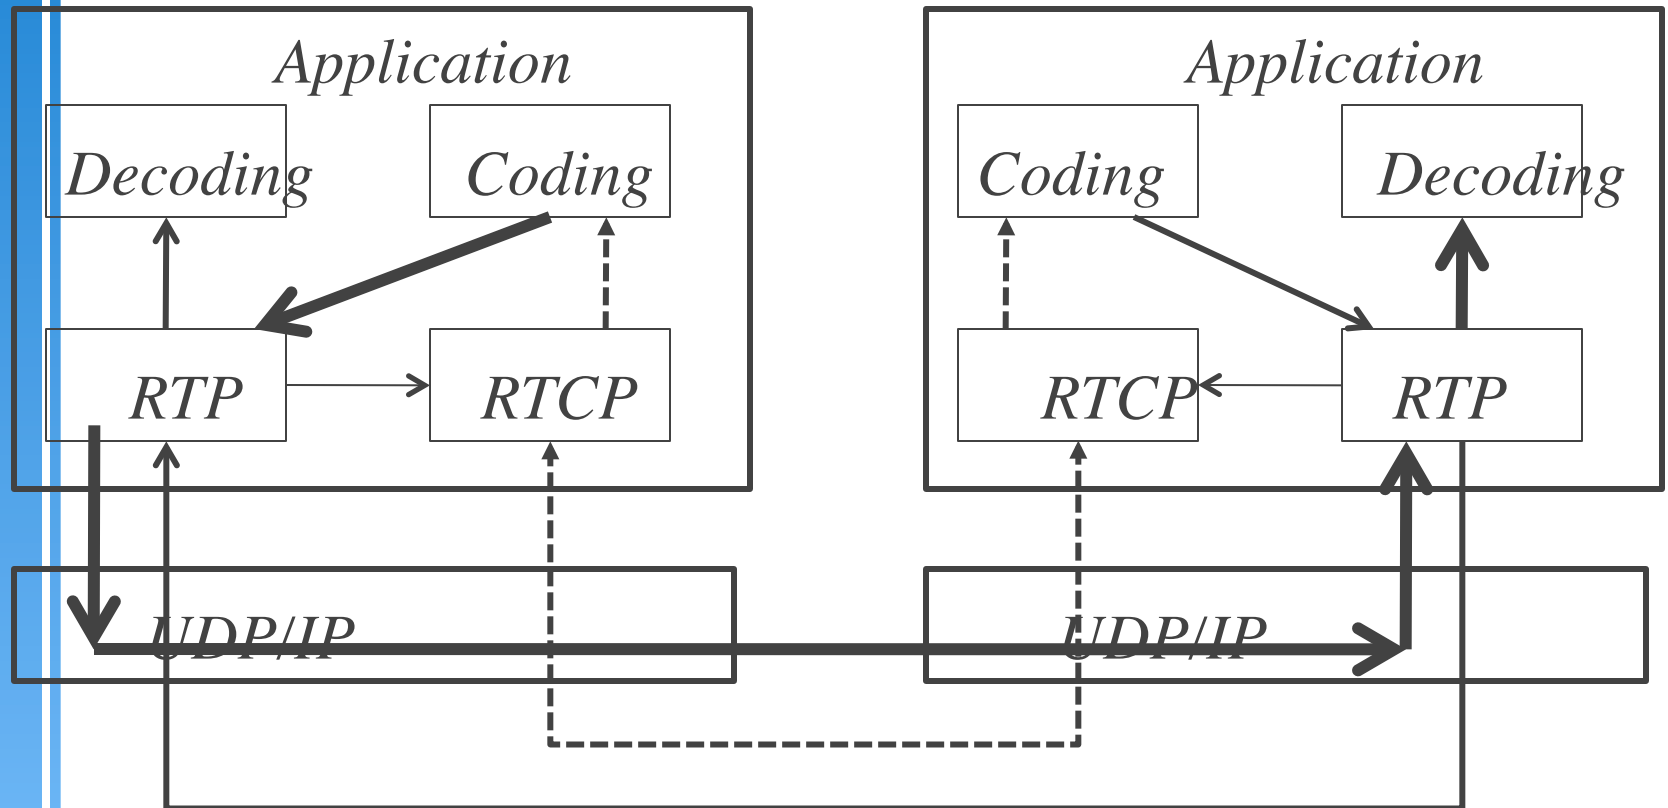 Application
Application
Decoding
Coding
Coding
Decoding
RTP
RTCP
RTCP
RTP
UDP/IP
UDP/IP